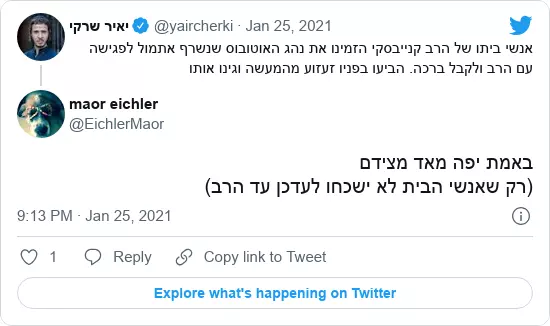 יאיר שרקי @yaircherki · Jan 25, 2021
אנשי ביתו של הרב קנייבסקי הזמינו את נהג האוטובוס שנשרף אתמול לפגישה
עם הרב ולקבל ברכה. הביעו בפניו זעזוע מהמעשה וגינו אותו
maor eichler
@EichlerMaor
באמת יפה מאד מצידם
(רק שאנשי הבית לא ישכחו לעדכן עד הרב)
9:13 PM · Jan 25, 2021
1 Reply Copy link to Tweet
Explore what's happening on Twitter